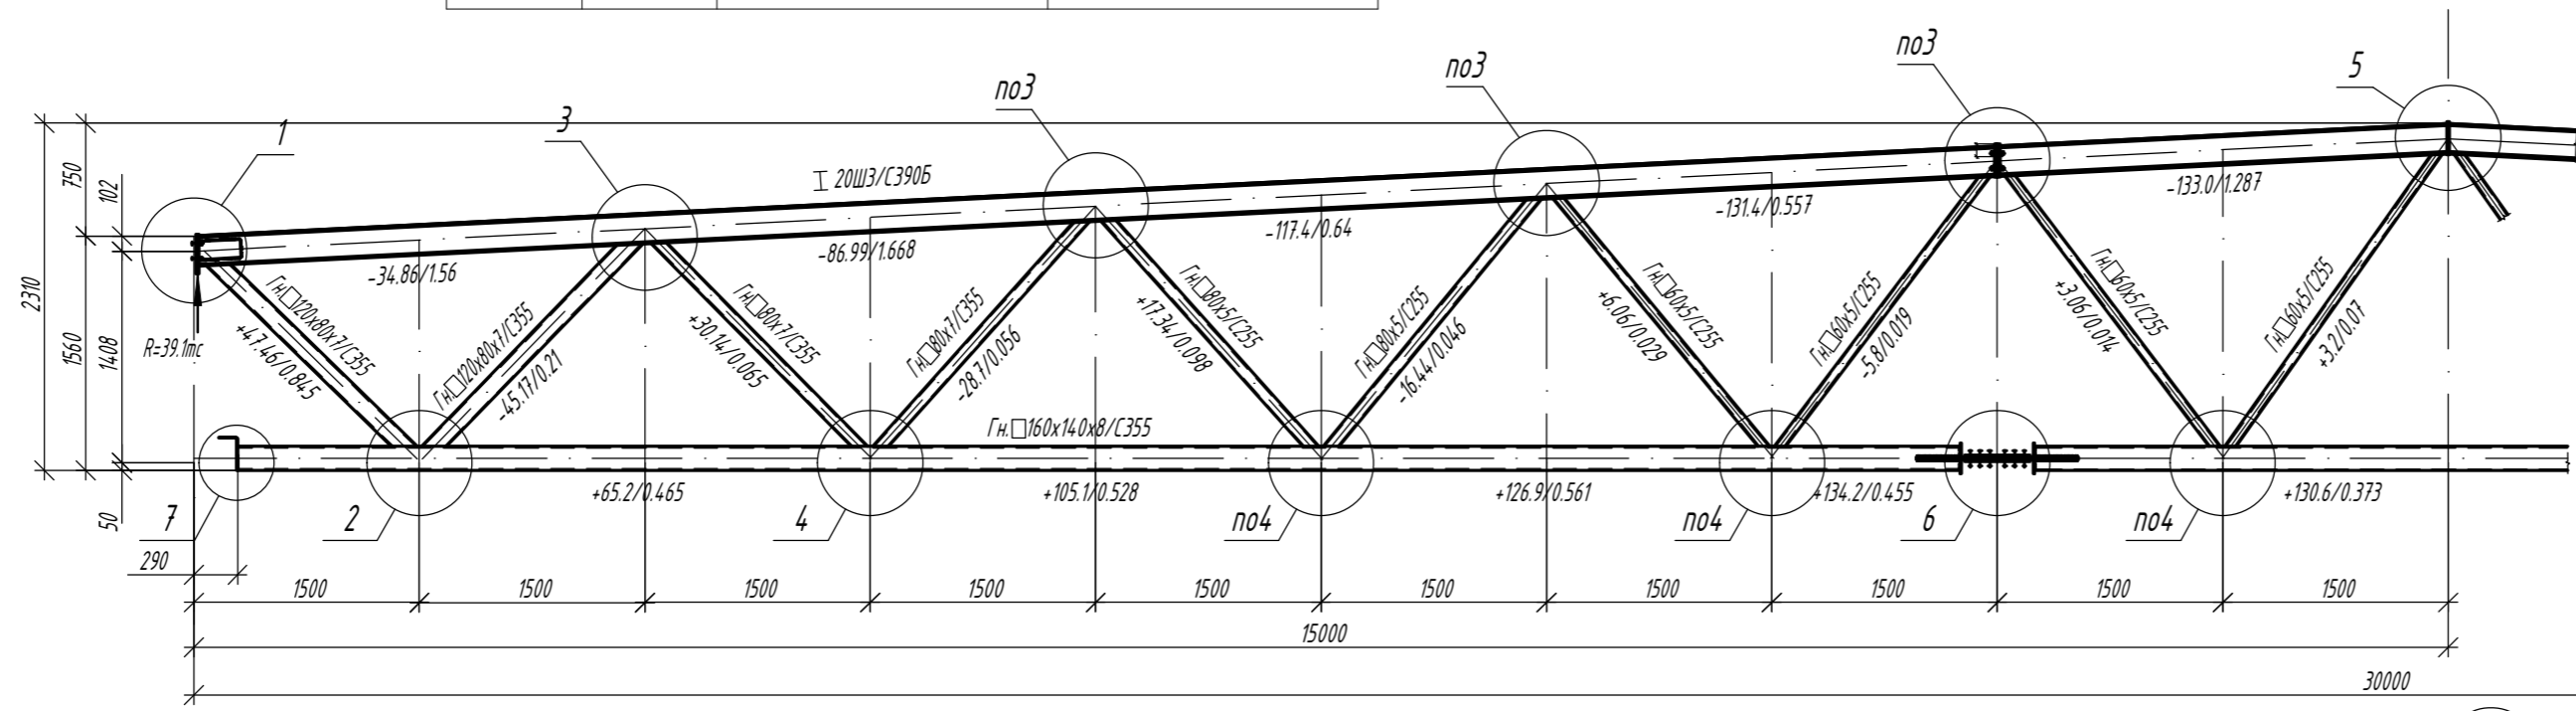 1
3
по3
по3
по3
5
2310
750
102
1560
1408
50
290
R=39.1тс
20Ш3/С390Б
-34.86/1.56
-86.99/1.668
-117.4/0.64
-131.4/0.557
-133.0/1.287
Гн.□120х80х7/С355
+47.46/0.845
Гн.□120х80х7/С355
-45.17/0.21
Гн.□80х7/С355
+30.14/0.065
Гн.□80х7/С355
-28.7/0.056
Гн.□80х5/С255
+17.34/0.098
Гн.□80х5/С255
-16.44/0.046
Гн.□60х5/С255
+6.06/0.029
Гн.□60х5/С255
-5.8/0.019
Гн.□60х5/С255
+3.06/0.014
Гн.□60х5/С255
+3.2/0.07
Гн.□160х140х8/С355
+65.2/0.465
+105.1/0.528
+126.9/0.561
+134.2/0.455
+130.6/0.373
7
2
4
по4
по4
6
по4
1500
1500
1500
1500
1500
1500
1500
1500
1500
1500
15000
30000